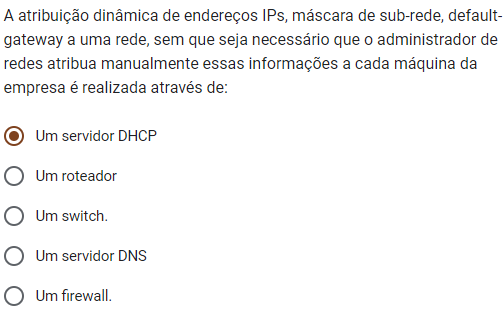 A atribuição dinâmica de endereços IPs, máscara de sub-rede, default-
gateway a uma rede, sem que seja necessário que o administrador de
redes atribua manualmente essas informações a cada máquina da
empresa é realizada através de:
Um servidor DHCP
Um roteador
Um switch.
Um servidor DNS
Um firewall.